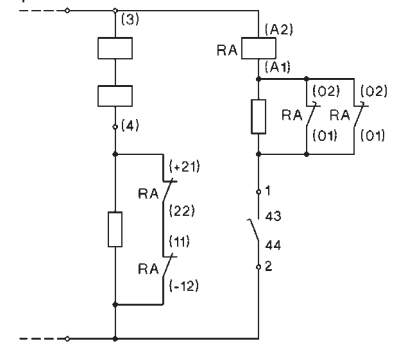 (3)
(A2)
RA
(A1)
(02) (02)
RA RA
(4)
(01) (01)
(+21)
RA
1
(22)
43
(11)
44
RA
2
(-12)